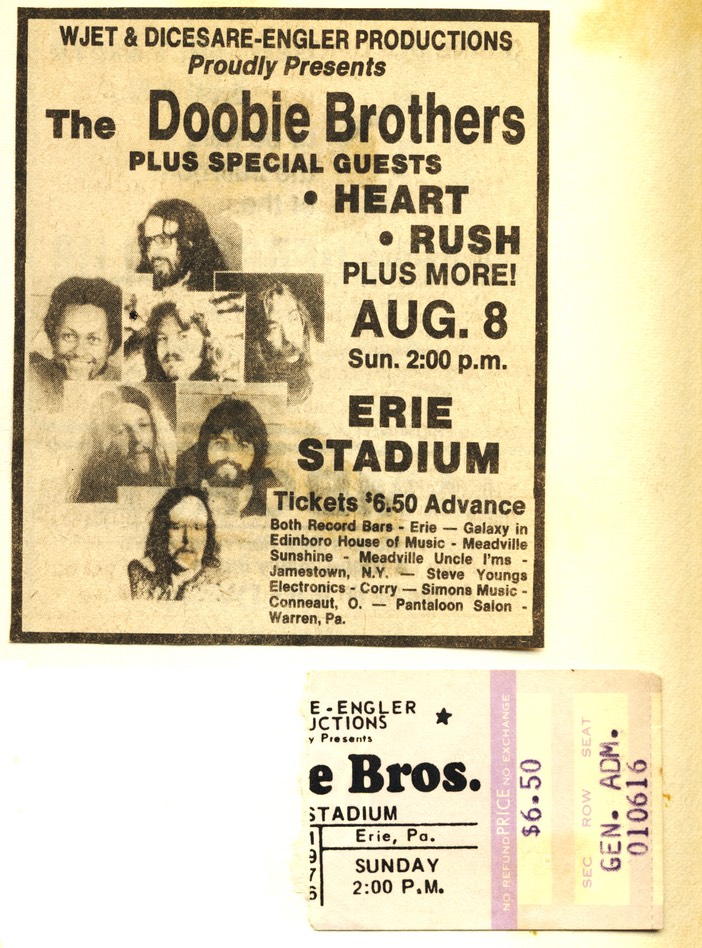 WJET & DICESARE-ENGLER PRODUCTIONS
Proudly Presents
The Doobie Brothers
PLUS SPECIAL GUESTS
• HEART
• RUSH
PLUS MORE!
AUG. 8
Sun. 2:00 p.m.
ERIE
STADIUM
Tickets $6.50 Advance
Both Record Bars - Erie — Galaxy in
Edinboro House of Music - Meadville
Sunshine - Meadville Uncle I'ms -
Jamestown, N.Y. — Steve Youngs
Electronics - Corry — Simons Music -
Conneaut, O. — Pantaloon Salon -
Warren, Pa.
E-ENGLER
UCTIONS
y Presents
e Bros.
STADIUM
Erie, Pa.
1976
SUNDAY
2:00 P.M.
NO REFUND PRICE NO EXCHANGE
$6.50
SEC ROW SEAT
GEN. ADM.
010616